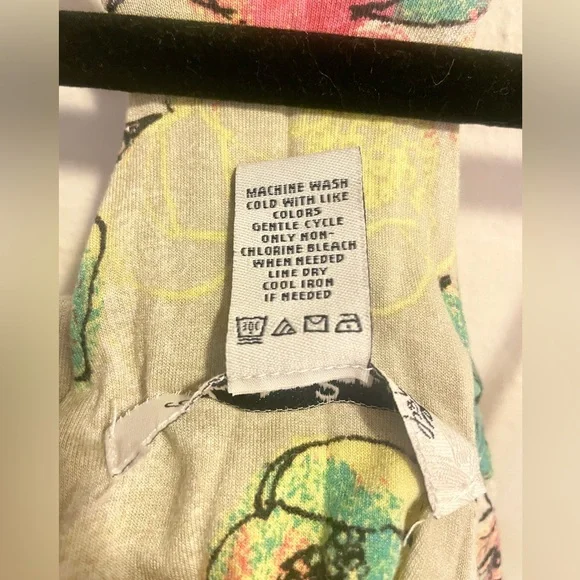 MACHINE WASH
COLD WITH LIKE
COLORS
GENTLE CYCLE
ONLY NON-
CHLORINE BLEACH
WHEN NEEDED
LINE DRY
COOL IRON
IF NEEDED
30C
S